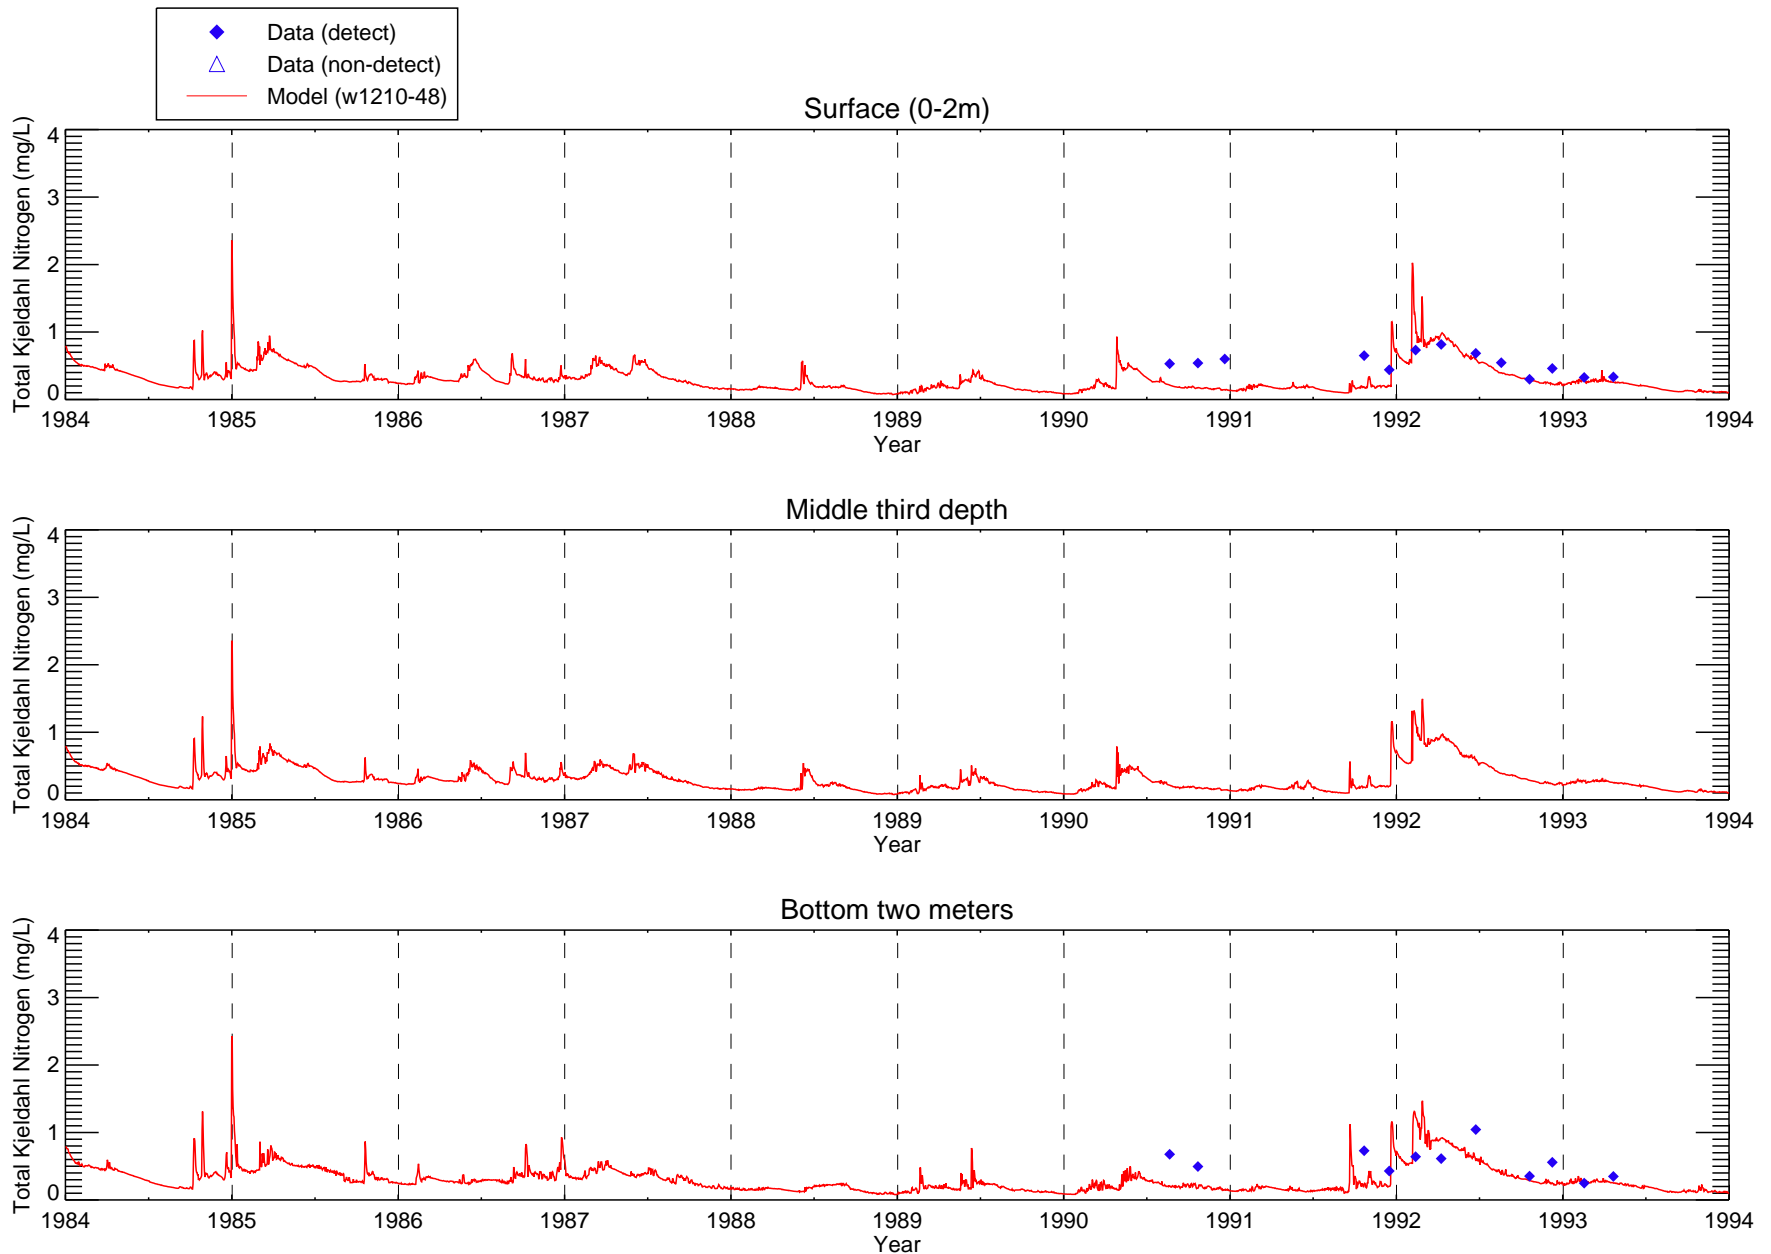 Data (detect)
Data (non-detect)
Model (w1210-48)
Surface (0-2m)
Total Kjeldahl Nitrogen (mg/L)
4
3
2
1
0
1984 1985 1986 1987 1988 1989 1990 1991 1992 1993 1994
Year
Middle third depth
Total Kjeldahl Nitrogen (mg/L)
4
3
2
1
0
1984 1985 1986 1987 1988 1989 1990 1991 1992 1993 1994
Year
Bottom two meters
Total Kjeldahl Nitrogen (mg/L)
4
3
2
1
0
1984 1985 1986 1987 1988 1989 1990 1991 1992 1993 1994
Year